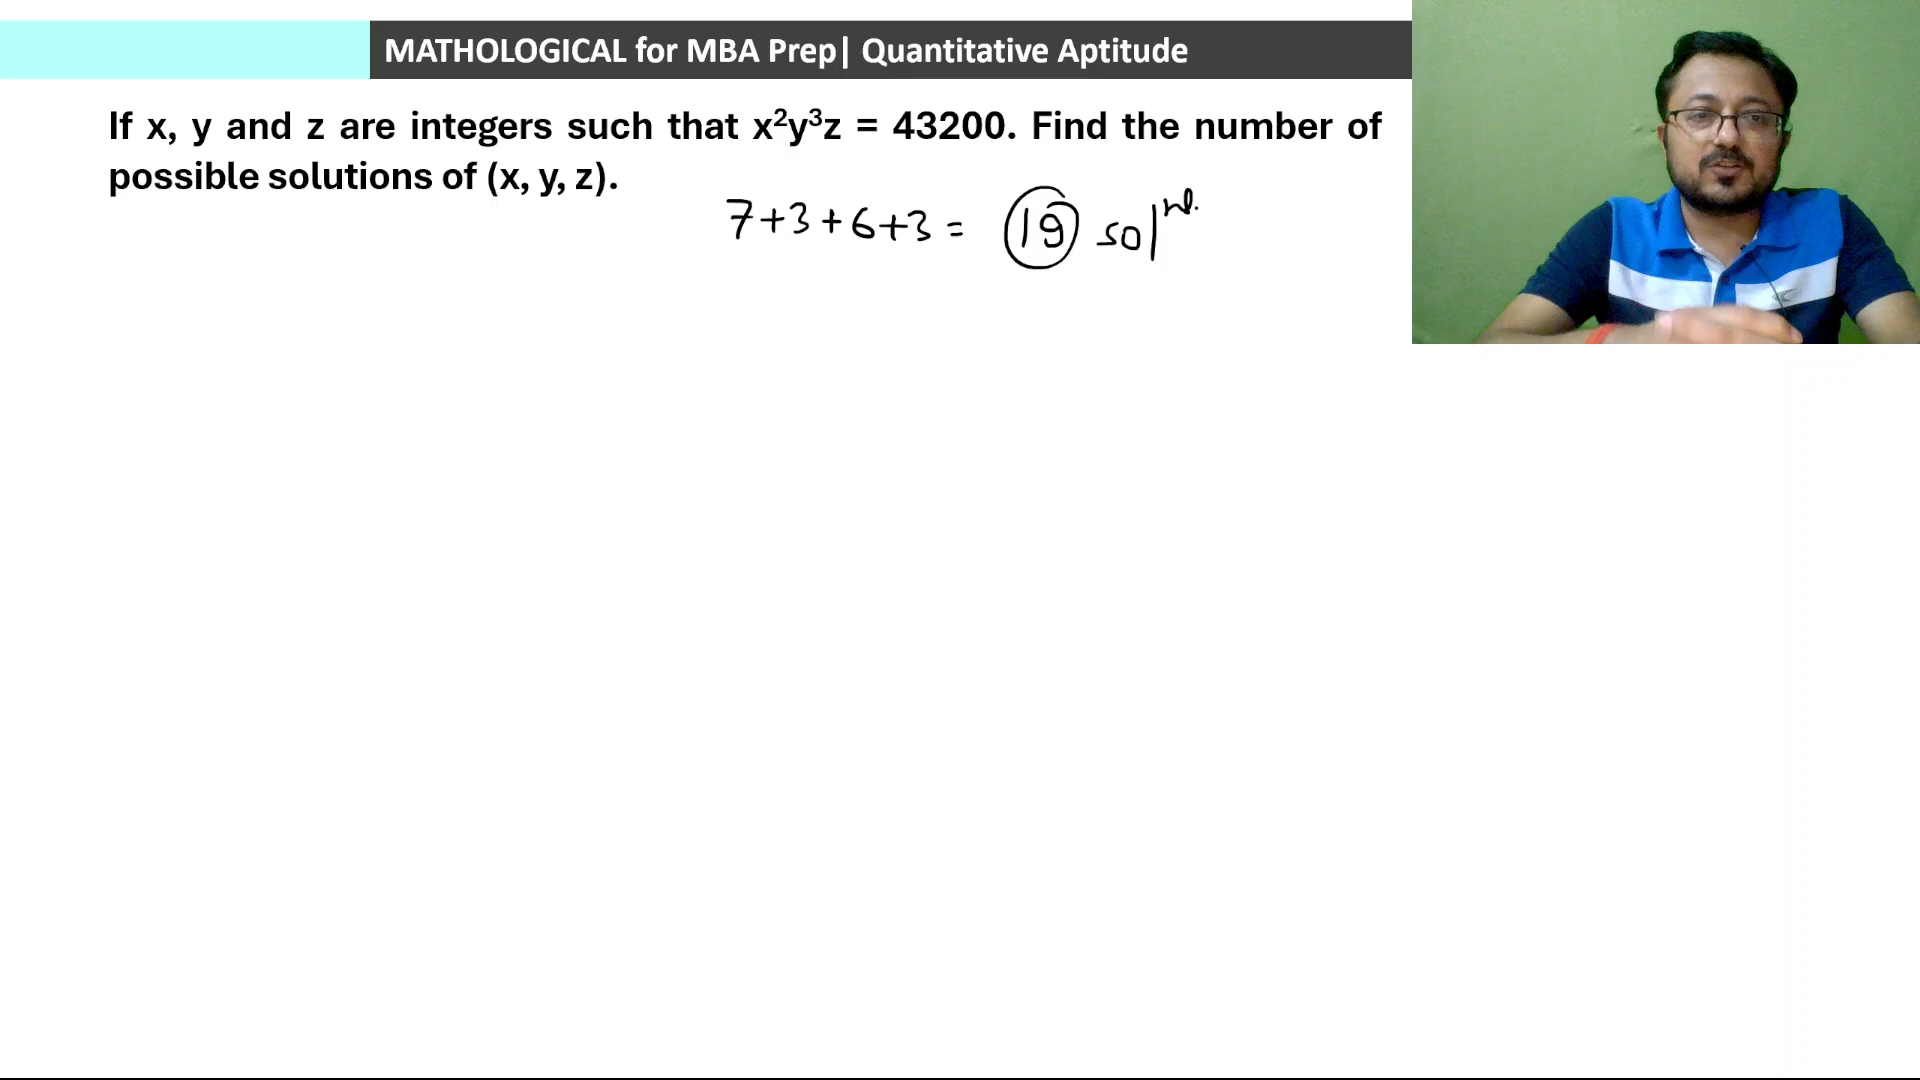 MATHOLOGICAL for MBA Prep| Quantitative Aptitude
If x, y and z are integers such that x²y³z = 43200. Find the number of
possible solutions of (x, y, z).
7+3+6+3 = 19 solⁿˢ.